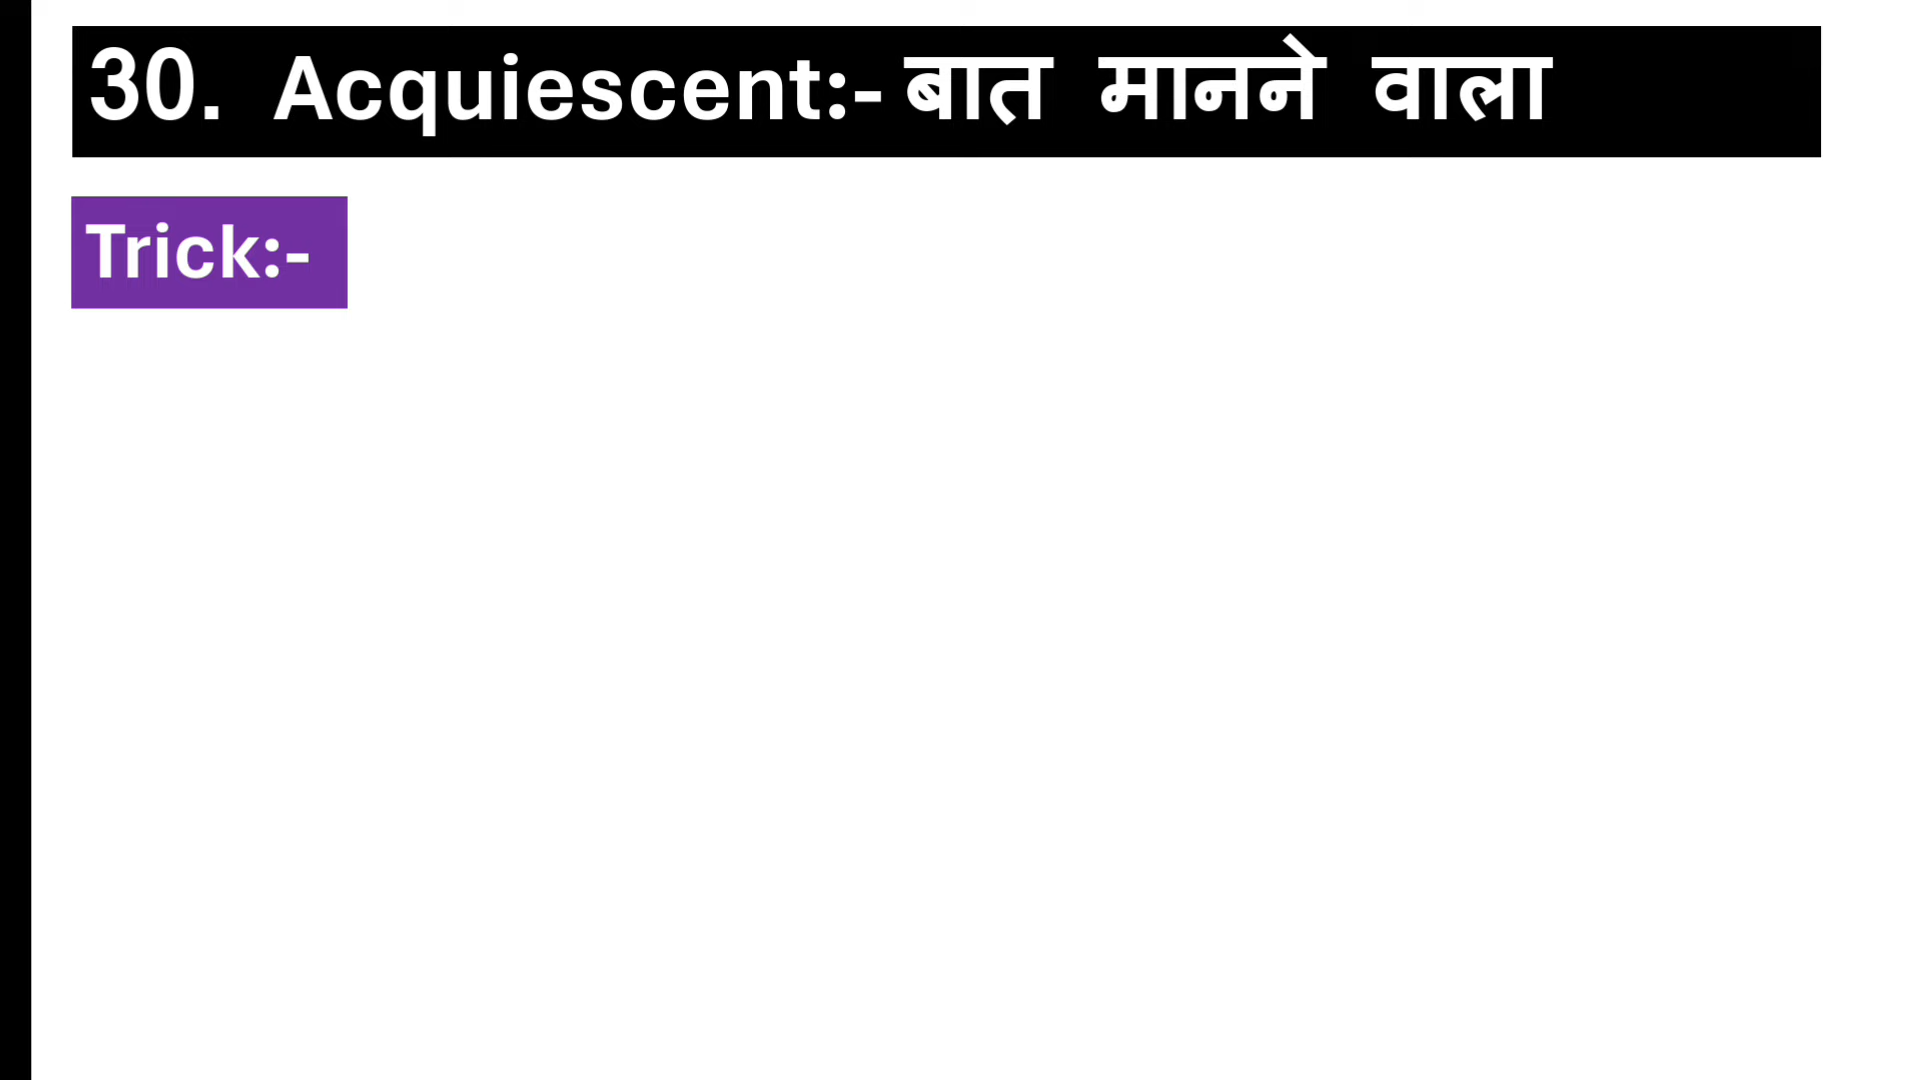 30. Acquiescent:- बात मानने वाला
Trick:-